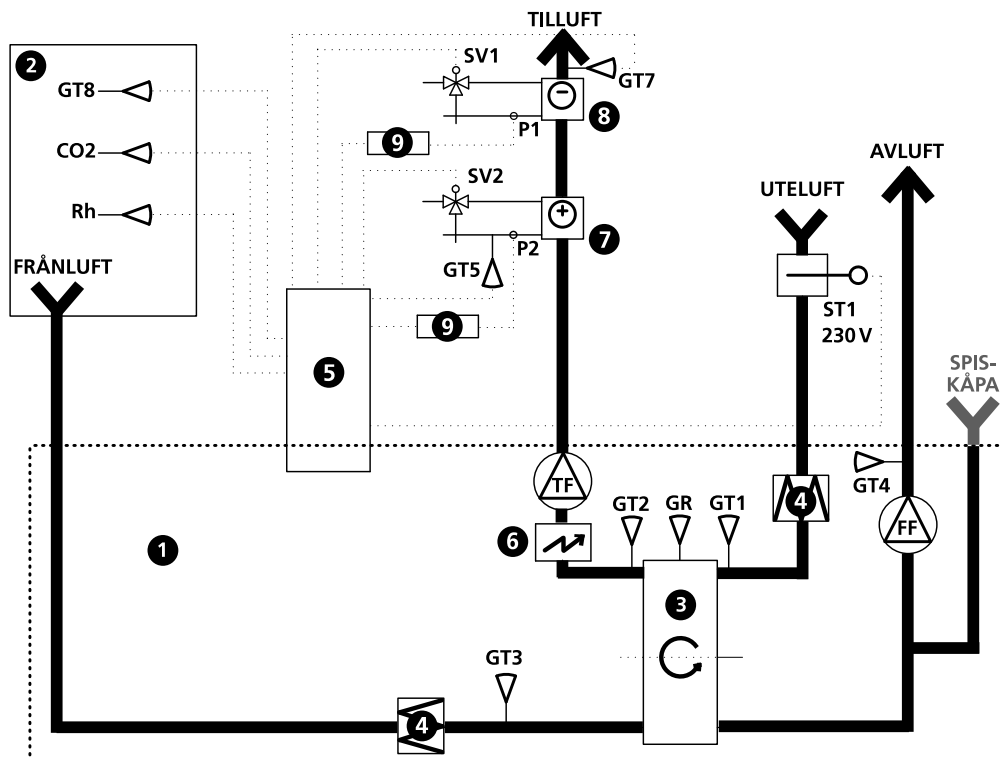 TILLUFT
2
SV1
GT7
GT8
8
P1
9
CO2
AVLUFT
SV2
UTELUFT
Rh
7
P2
FRÅNLUFT
GT5
ST1
230 V
9
5
SPIS-
KÅPA
TF
GT4
4
GT2
GR
GT1
FF
6
1
3
GT3
4